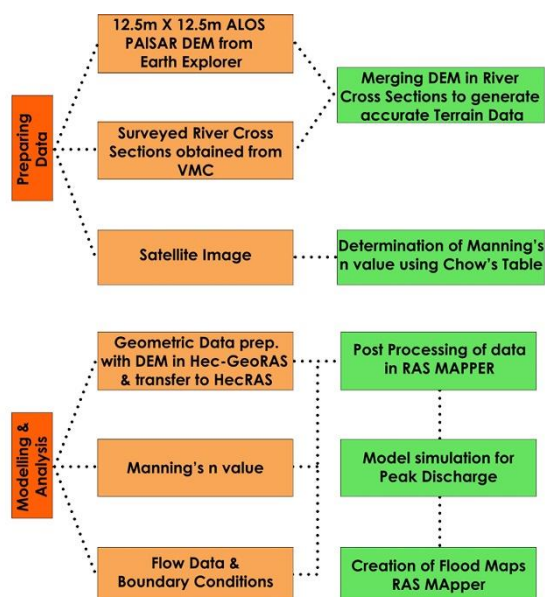 Preparing
Data
12.5m X 12.5m ALOS
PAlSAR DEM from
Earth Explorer
Surveyed River Cross
Sections obtained from
VMC
Satellite Image
Merging DEM in River
Cross Sections to generate
accurate Terrain Data
Determination of Manning's
n value using Chow's Table
Modelling &
Analysis
Geometric Data prep.
with DEM in Hec-GeoRAS
& transfer to HecRAS
Manning's n value
Flow Data &
Boundary Conditions
Post Processing of data
in RAS MAPPER
Model simulation for
Peak Discharge
Creation of Flood Maps
RAS MApper